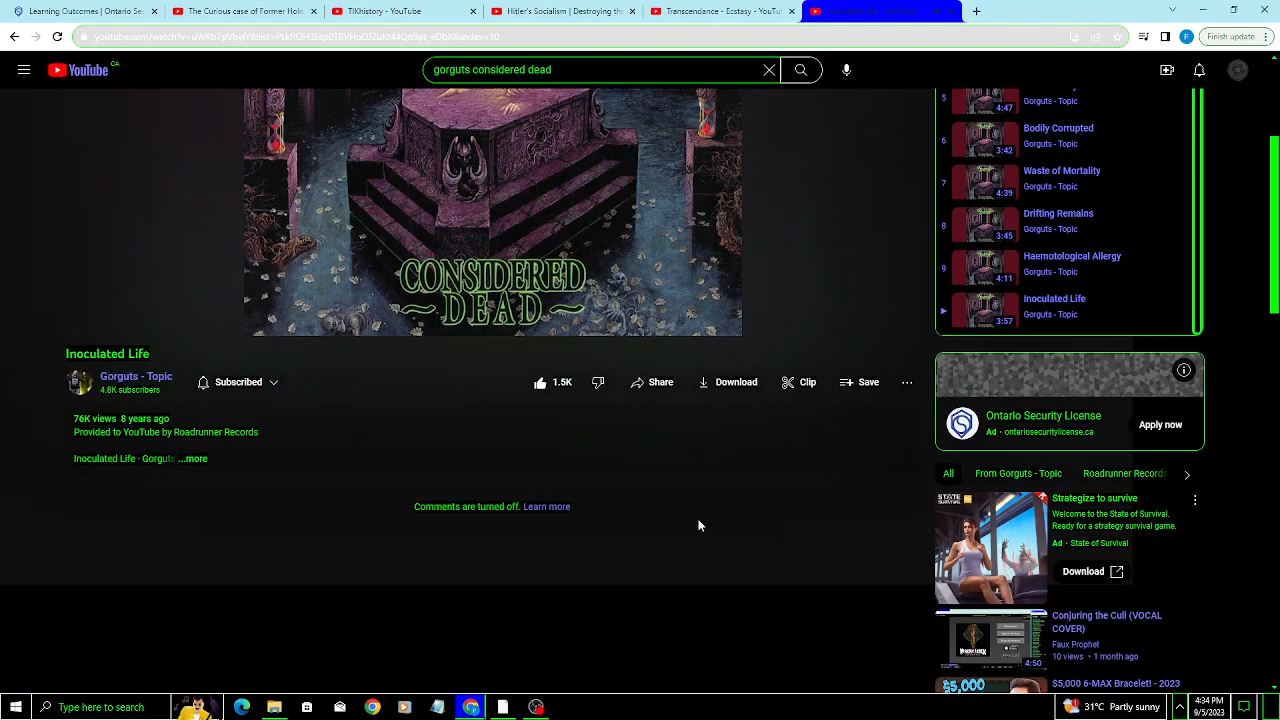 Learning Outcomes, Ontario Sec
The Curious case of Former Hol
TIKhistory - YouTube
Hitler's Socialism | Destroying the
Transcendence - Ecstasy - YouTu
Finish update
YouTube CA
gorguts considered dead
5
4:47
Gorguts - Topic
6
3:42
Bodily Corrupted
Gorguts - Topic
7
4:39
Waste of Mortality
Gorguts - Topic
8
3:45
Drifting Remains
Gorguts - Topic
9
4:11
Haemotological Allergy
Gorguts - Topic
3:57
Inoculated Life
Gorguts - Topic
CONSIDERED
DEAD
Inoculated Life
Gorguts - Topic
4.8K subscribers
Subscribed
1.5K
Share
Download
Clip
Save
76K views 8 years ago
Provided to YouTube by Roadrunner Records
Inoculated Life - Gorguts ...more
Comments are turned off. Learn more
Ontario Security License
Ad · ontariosecuritylicense.ca
Apply now
All
From Gorguts - Topic
Roadrunner Records
STATE
SURVIVAL
Strategize to survive
Welcome to the State of Survival.
Ready for a strategy survival game.
Ad · State of Survival
Download
4:50
Conjuring the Cull (VOCAL
COVER)
Faux Prophet
10 views · 1 month ago
$5,000
$5,000 6-MAX Bracelet! - 2023
Type here to search
31°C Partly sunny
4:34 PM
9/5/2023